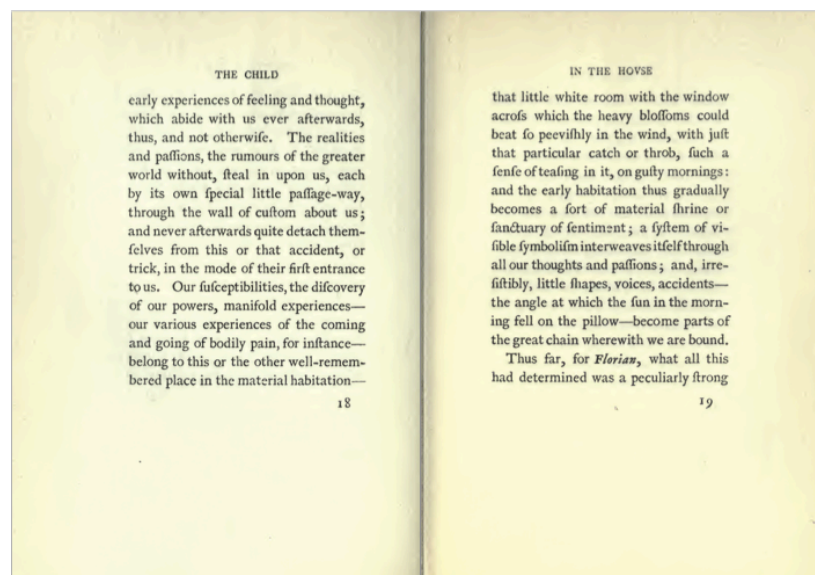 THE CHILD
early experiences of feeling and thought,
which abide with us ever afterwards,
thus, and not otherwiſe. The realities
and paſſions, the rumours of the greater
world without, ſteal in upon us, each
by its own ſpecial little paſſage-way,
through the wall of cuſtom about us;
and never afterwards quite detach them-
ſelves from this or that accident, or
trick, in the mode of their firſt entrance
to us. Our ſuſceptibilities, the diſcovery
of our powers, manifold experiences—
our various experiences of the coming
and going of bodily pain, for inſtance—
belong to this or the other well-remem-
bered place in the material habitation—
18
IN THE HOVSE
that little white room with the window
acroſs which the heavy bloſſoms could
beat ſo peeviſhly in the wind, with juſt
that particular catch or throb, ſuch a
ſenſe of teaſing in it, on guſty mornings:
and the early habitation thus gradually
becomes a ſort of material ſhrine or
ſanctuary of ſentiment; a ſyſtem of vi-
ſible ſymboliſm interweaves itſelf through
all our thoughts and paſſions; and, irre-
ſiſtibly, little ſhapes, voices, accidents—
the angle at which the ſun in the morn-
ing fell on the pillow—become parts of
the great chain wherewith we are bound.
Thus far, for Florian, what all this
had determined was a peculiarly ſtrong
19